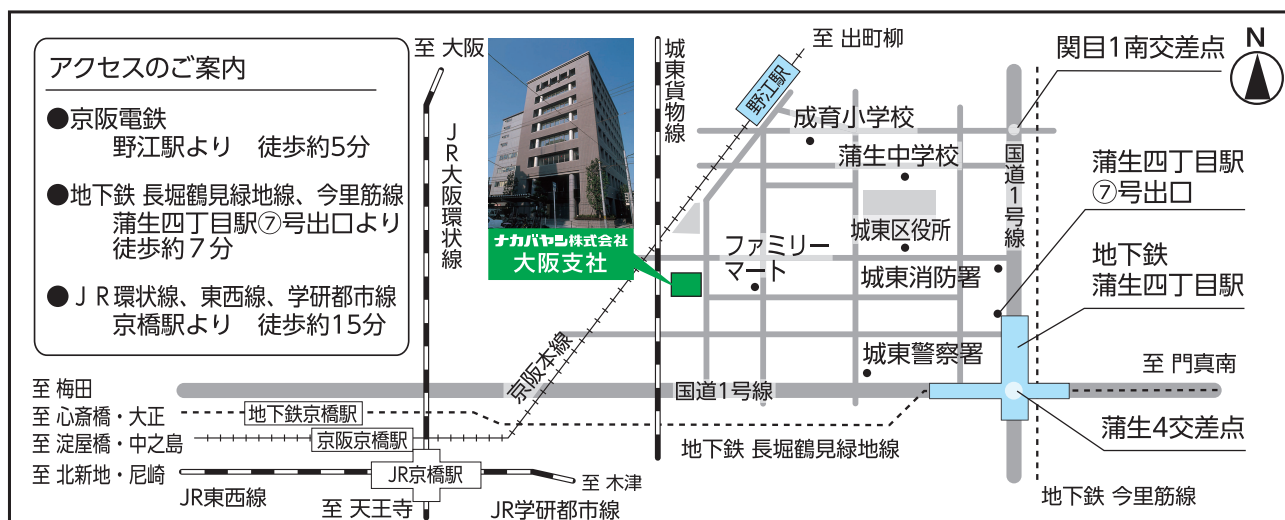 アクセスのご案内
●京阪電鉄
野江駅より　徒歩約5分
●地下鉄 長堀鶴見緑地線、今里筋線
蒲生四丁目駅⑦号出口より
徒歩約７分
●ＪＲ環状線、東西線、学研都市線
京橋駅より　徒歩約15分
至 大阪
JR大阪環状線
ナカバヤシ株式会社
大阪支社
城東貨物線
至 出町柳
野江駅
成育小学校
蒲生中学校
城東区役所
ファミリー
マート
城東消防署
城東警察署
関目1南交差点
N
国道1号線
蒲生四丁目駅
⑦号出口
地下鉄
蒲生四丁目駅
至 門真南
蒲生4交差点
地下鉄 今里筋線
京阪本線
国道1号線
地下鉄 長堀鶴見緑地線
至 梅田
至 心斎橋・大正
地下鉄京橋駅
至 淀屋橋・中之島
京阪京橋駅
至 北新地・尼崎
JR京橋駅
至 木津
JR東西線
至 天王寺
JR学研都市線